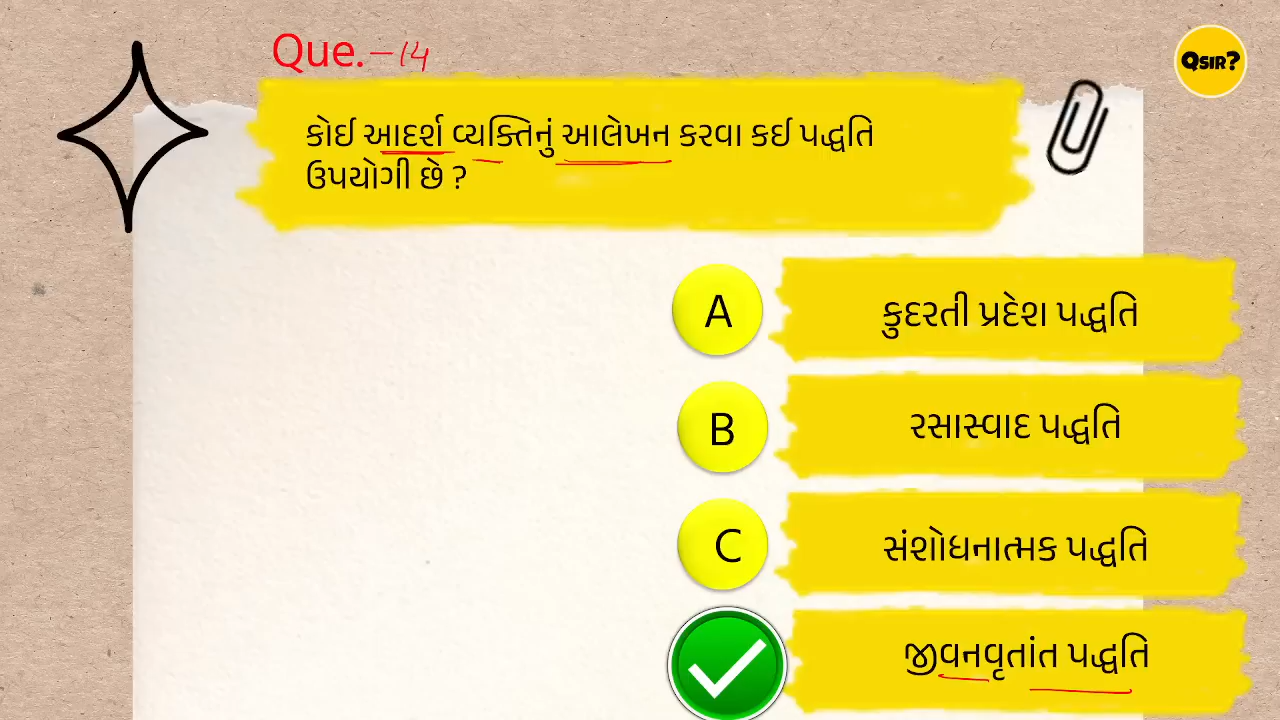 Que.-14
QSIR?
કોઈ આદર્શ વ્યક્તિનું આલેખન કરવા કઈ પદ્ધતિ
ઉપયોગી છે ?
A કુદરતી પ્રદેશ પદ્ધતિ
B રસાસ્વાદ પદ્ધતિ
C સંશોધનાત્મક પદ્ધતિ
જીવનવૃતાંત પદ્ધતિ